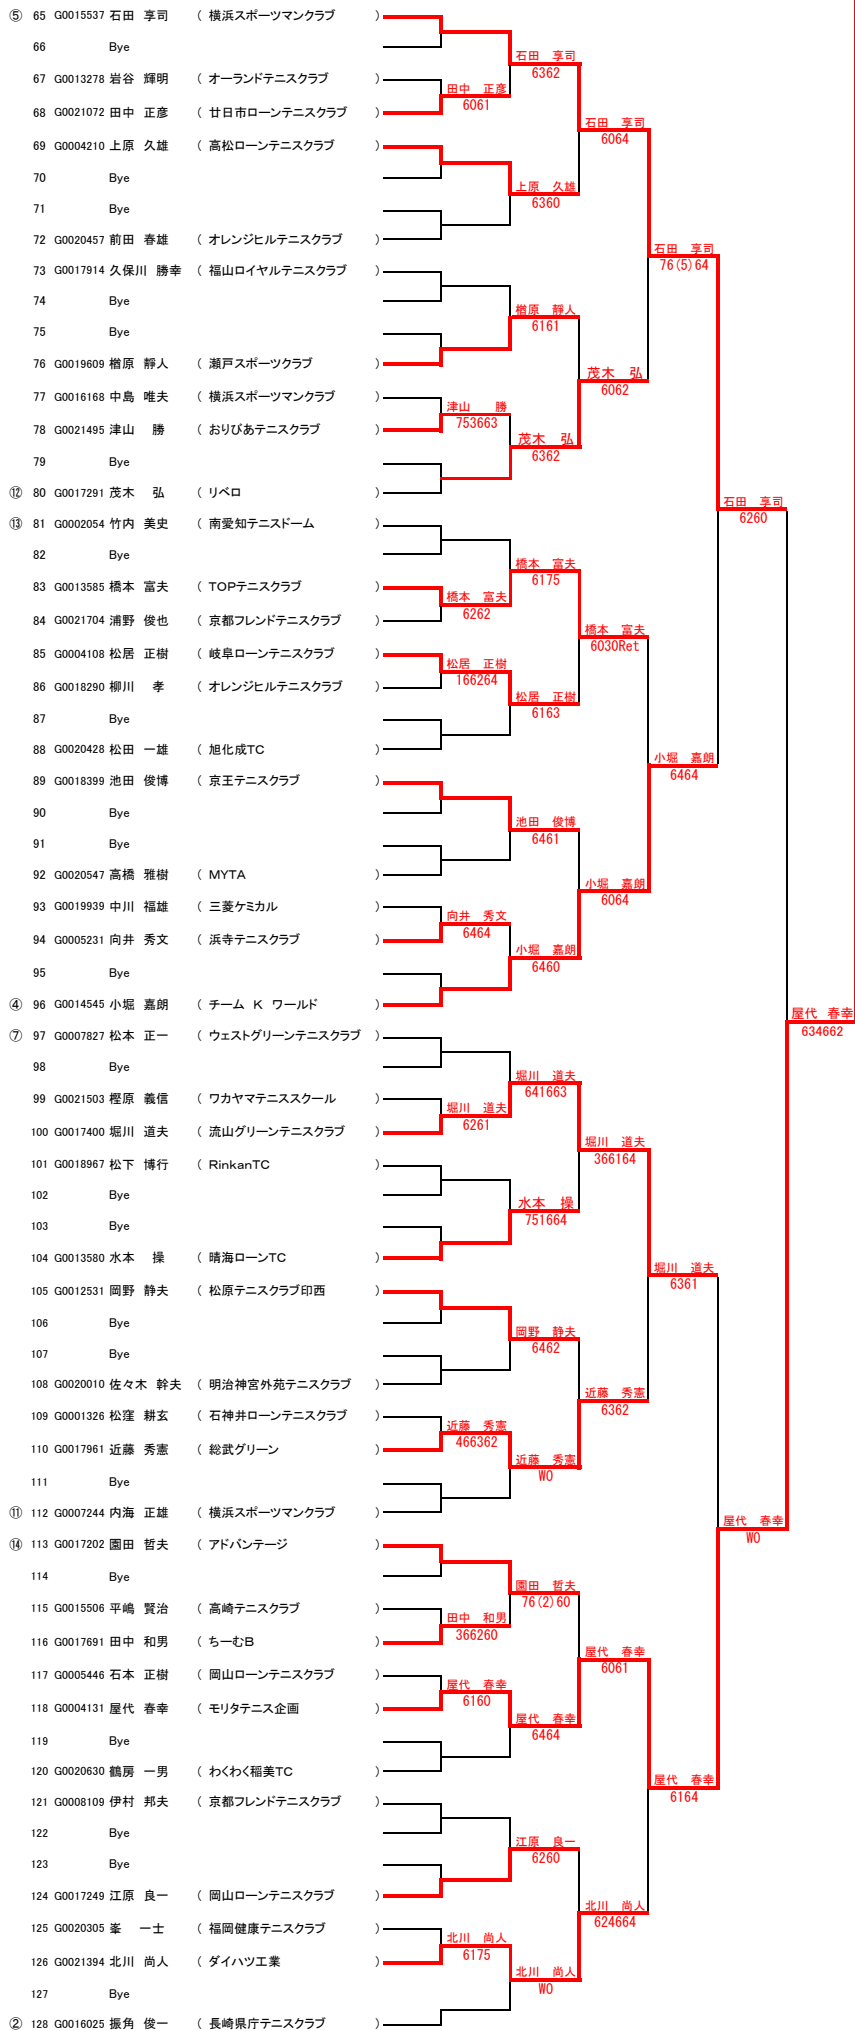 ⑤ 65 G0015537 石田 享司 ( 横浜スポーツマンクラブ )
66 Bye
石田 享司
6362
67 G0013278 岩谷 輝明 ( オーランドテニスクラブ )
田中 正彦
6061
68 G0021072 田中 正彦 ( 廿日市ローンテニスクラブ )
石田 享司
6064
69 G0004210 上原 久雄 ( 高松ローンテニスクラブ )
70 Bye
上原 久雄
6360
71 Bye
72 G0020457 前田 春雄 ( オレンジヒルテニスクラブ )
石田 享司
76(5)64
73 G0017914 久保川 勝幸 ( 福山ロイヤルテニスクラブ )
74 Bye
楢原 靜人
6161
75 Bye
76 G0019609 楢原 靜人 ( 瀬戸スポーツクラブ )
茂木 弘
6062
77 G0016168 中島 唯夫 ( 横浜スポーツマンクラブ )
津山 勝
753663
78 G0021495 津山 勝 ( おりびあテニスクラブ )
茂木 弘
6362
79 Bye
⑫ 80 G0017291 茂木 弘 ( リベロ )
石田 享司
6260
⑬ 81 G0002054 竹内 美史 ( 南愛知テニスドーム )
82 Bye
橋本 富夫
6175
83 G0013585 橋本 富夫 ( TOPテニスクラブ )
橋本 富夫
6262
84 G0021704 浦野 俊也 ( 京都フレンドテニスクラブ )
橋本 富夫
6030Ret
85 G0004108 松居 正樹 ( 岐阜ローンテニスクラブ )
松居 正樹
166264
86 G0018290 柳川 孝 ( オレンジヒルテニスクラブ )
松居 正樹
6163
87 Bye
88 G0020428 松田 一雄 ( 旭化成TC )
小堀 嘉朗
6464
89 G0018399 池田 俊博 ( 京王テニスクラブ )
90 Bye
池田 俊博
6461
91 Bye
92 G0020547 高橋 雅樹 ( MYTA )
小堀 嘉朗
6064
93 G0019939 中川 福雄 ( 三菱ケミカル )
向井 秀文
6464
94 G0005231 向井 秀文 ( 浜寺テニスクラブ )
小堀 嘉朗
6460
95 Bye
④ 96 G0014545 小堀 嘉朗 ( チーム K ワールド )
屋代 春幸
634662
⑦ 97 G0007827 松本 正一 ( ウェストグリーンテニスクラブ )
98 Bye
堀川 道夫
641663
99 G0021503 樫原 義信 ( ワカヤマテニススクール )
堀川 道夫
6261
100 G0017400 堀川 道夫 ( 流山グリーンテニスクラブ )
堀川 道夫
366164
101 G0018967 松下 博行 ( RinkanTC )
102 Bye
水本 操
751664
103 Bye
104 G0013580 水本 操 ( 晴海ローンTC )
堀川 道夫
6361
105 G0012531 岡野 静夫 ( 松原テニスクラブ印西 )
106 Bye
岡野 静夫
6462
107 Bye
108 G0020010 佐々木 幹夫 ( 明治神宮外苑テニスクラブ )
近藤 秀憲
6362
109 G0001326 松窪 耕玄 ( 石神井ローンテニスクラブ )
近藤 秀憲
466362
110 G0017961 近藤 秀憲 ( 総武グリーン )
近藤 秀憲
WO
111 Bye
⑪ 112 G0007244 内海 正雄 ( 横浜スポーツマンクラブ )
屋代 春幸
WO
⑭ 113 G0017202 園田 哲夫 ( アドバンテージ )
114 Bye
園田 哲夫
76(2)60
115 G0015506 平嶋 賢治 ( 高崎テニスクラブ )
田中 和男
366260
116 G0017691 田中 和男 ( ちーむB )
屋代 春幸
6061
117 G0005446 石本 正樹 ( 岡山ローンテニスクラブ )
屋代 春幸
6160
118 G0004131 屋代 春幸 ( モリタテニス企画 )
屋代 春幸
6464
119 Bye
120 G0020630 鶴房 一男 ( わくわく稲美TC )
屋代 春幸
6164
121 G0008109 伊村 邦夫 ( 京都フレンドテニスクラブ )
122 Bye
江原 良一
6260
123 Bye
124 G0017249 江原 良一 ( 岡山ローンテニスクラブ )
北川 尚人
624664
125 G0020305 峯 一士 ( 福岡健康テニスクラブ )
北川 尚人
6175
126 G0021394 北川 尚人 ( ダイハツ工業 )
北川 尚人
WO
127 Bye
② 128 G0016025 振角 俊一 ( 長崎県庁テニスクラブ )